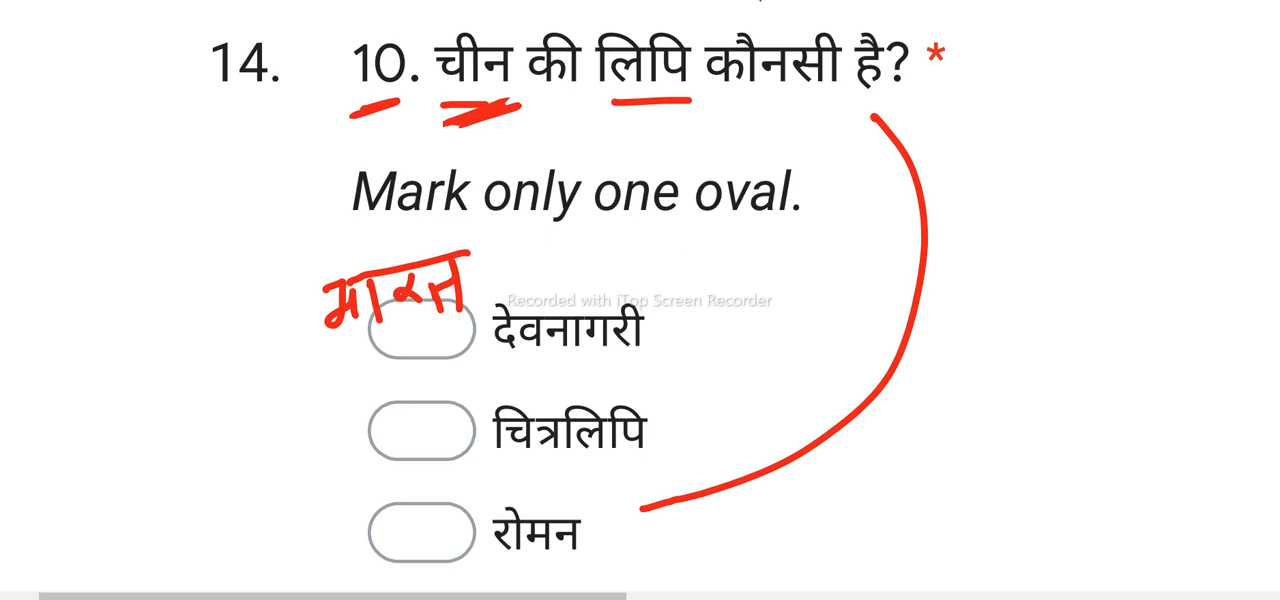 14. 10. चीन की लिपि कौनसी है? *
Mark only one oval.
भारत
Recorded with iTop Screen Recorder
देवनागरी
चित्रलिपि
रोमन